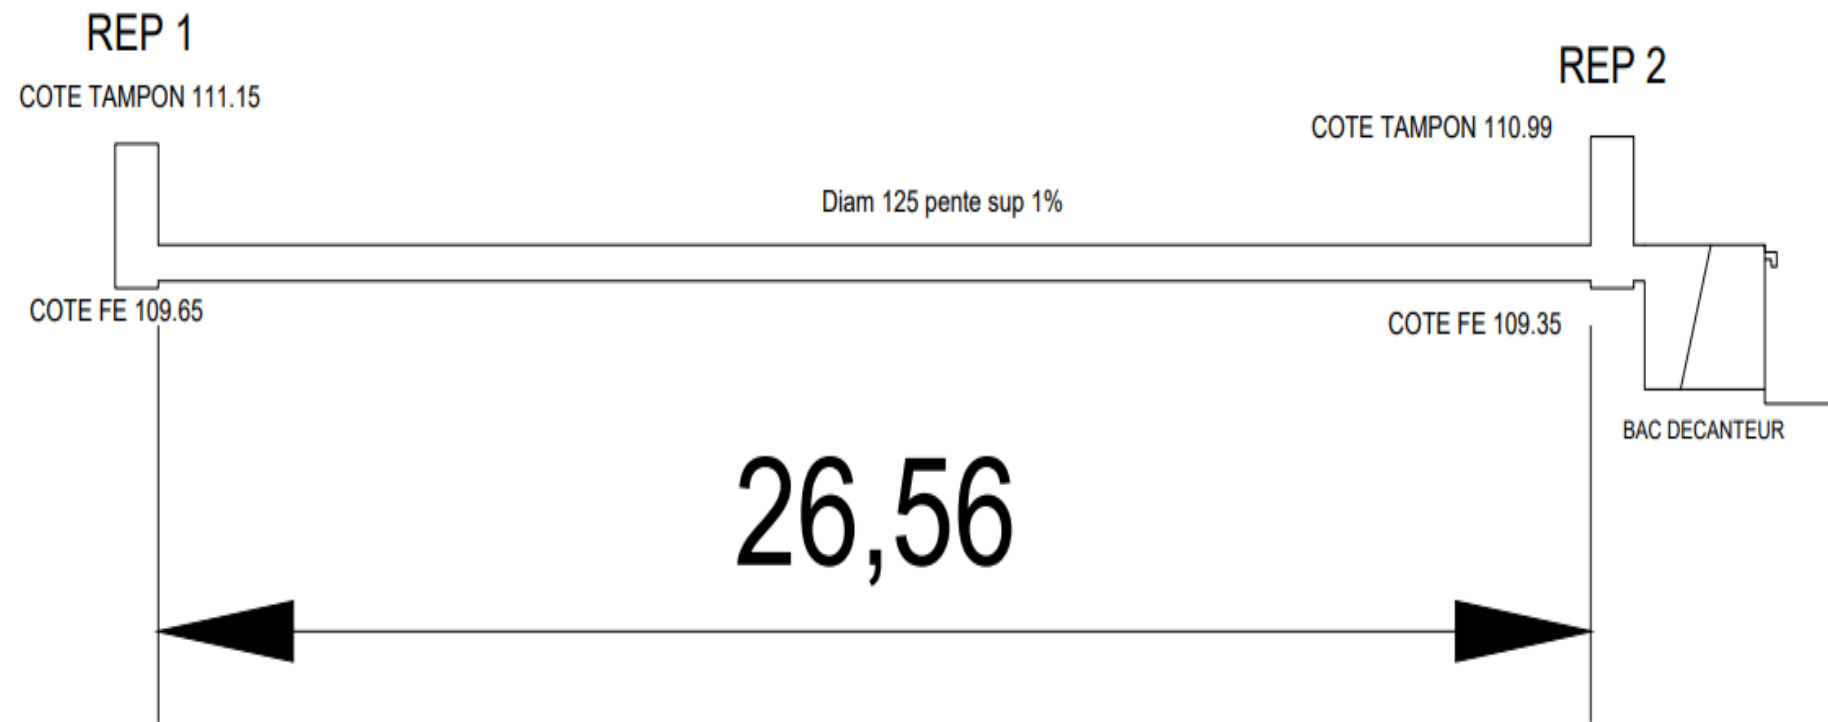 REP 1
COTE TAMPON 111.15
REP 2
COTE TAMPON 110.99
Diam 125 pente sup 1%
COTE FE 109.65
COTE FE 109.35
BAC DECANTEUR
26,56